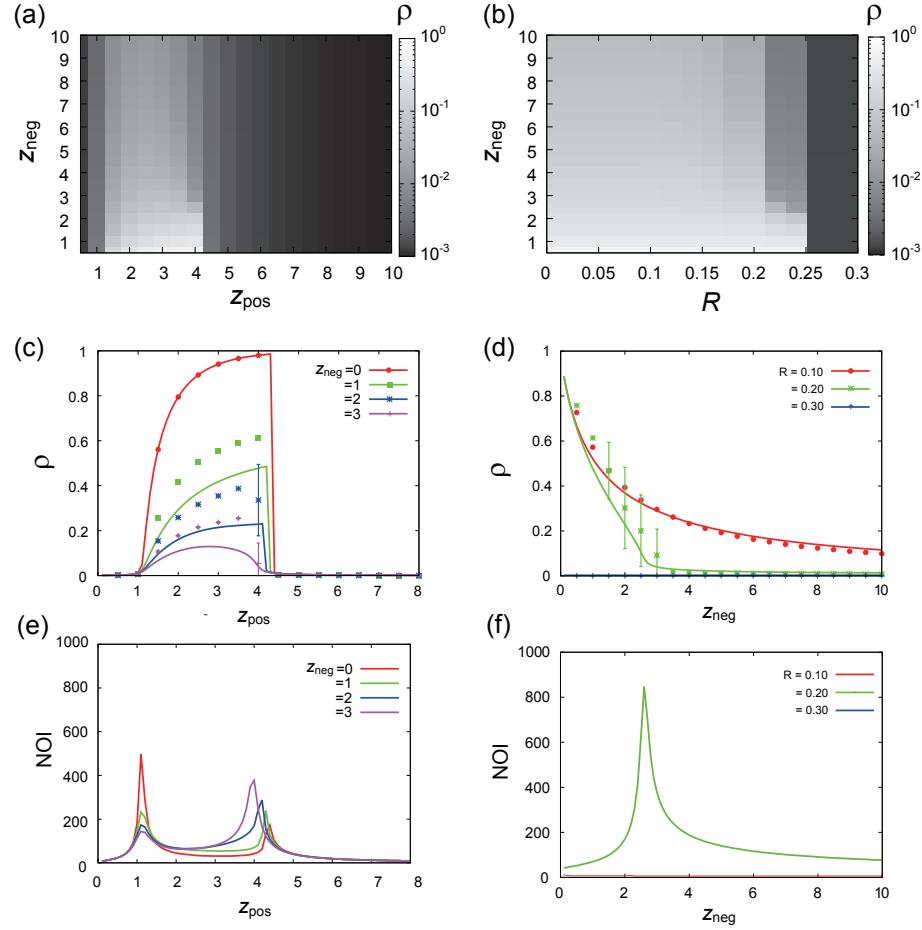 (a)
ρ
10⁰
10⁻¹
10⁻²
10⁻³
z_neg
10
9
8
7
6
5
4
3
2
1
1 2 3 4 5 6 7 8 9 10
z_pos
(b)
ρ
10⁰
10⁻¹
10⁻²
10⁻³
z_neg
10
9
8
7
6
5
4
3
2
1
0 0.05 0.1 0.15 0.2 0.25 0.3
R
(c)
z_neg =0
=1
=2
=3
ρ
1
0.8
0.6
0.4
0.2
0
0 1 2 3 4 5 6 7 8
z_pos
(d)
R = 0.10
= 0.20
= 0.30
ρ
1
0.8
0.6
0.4
0.2
0
0 2 4 6 8 10
z_neg
(e)
z_neg =0
=1
=2
=3
NOI
1000
800
600
400
200
0
0 1 2 3 4 5 6 7 8
z_pos
(f)
R = 0.10
= 0.20
= 0.30
NOI
1000
800
600
400
200
0
0 2 4 6 8 10
z_neg